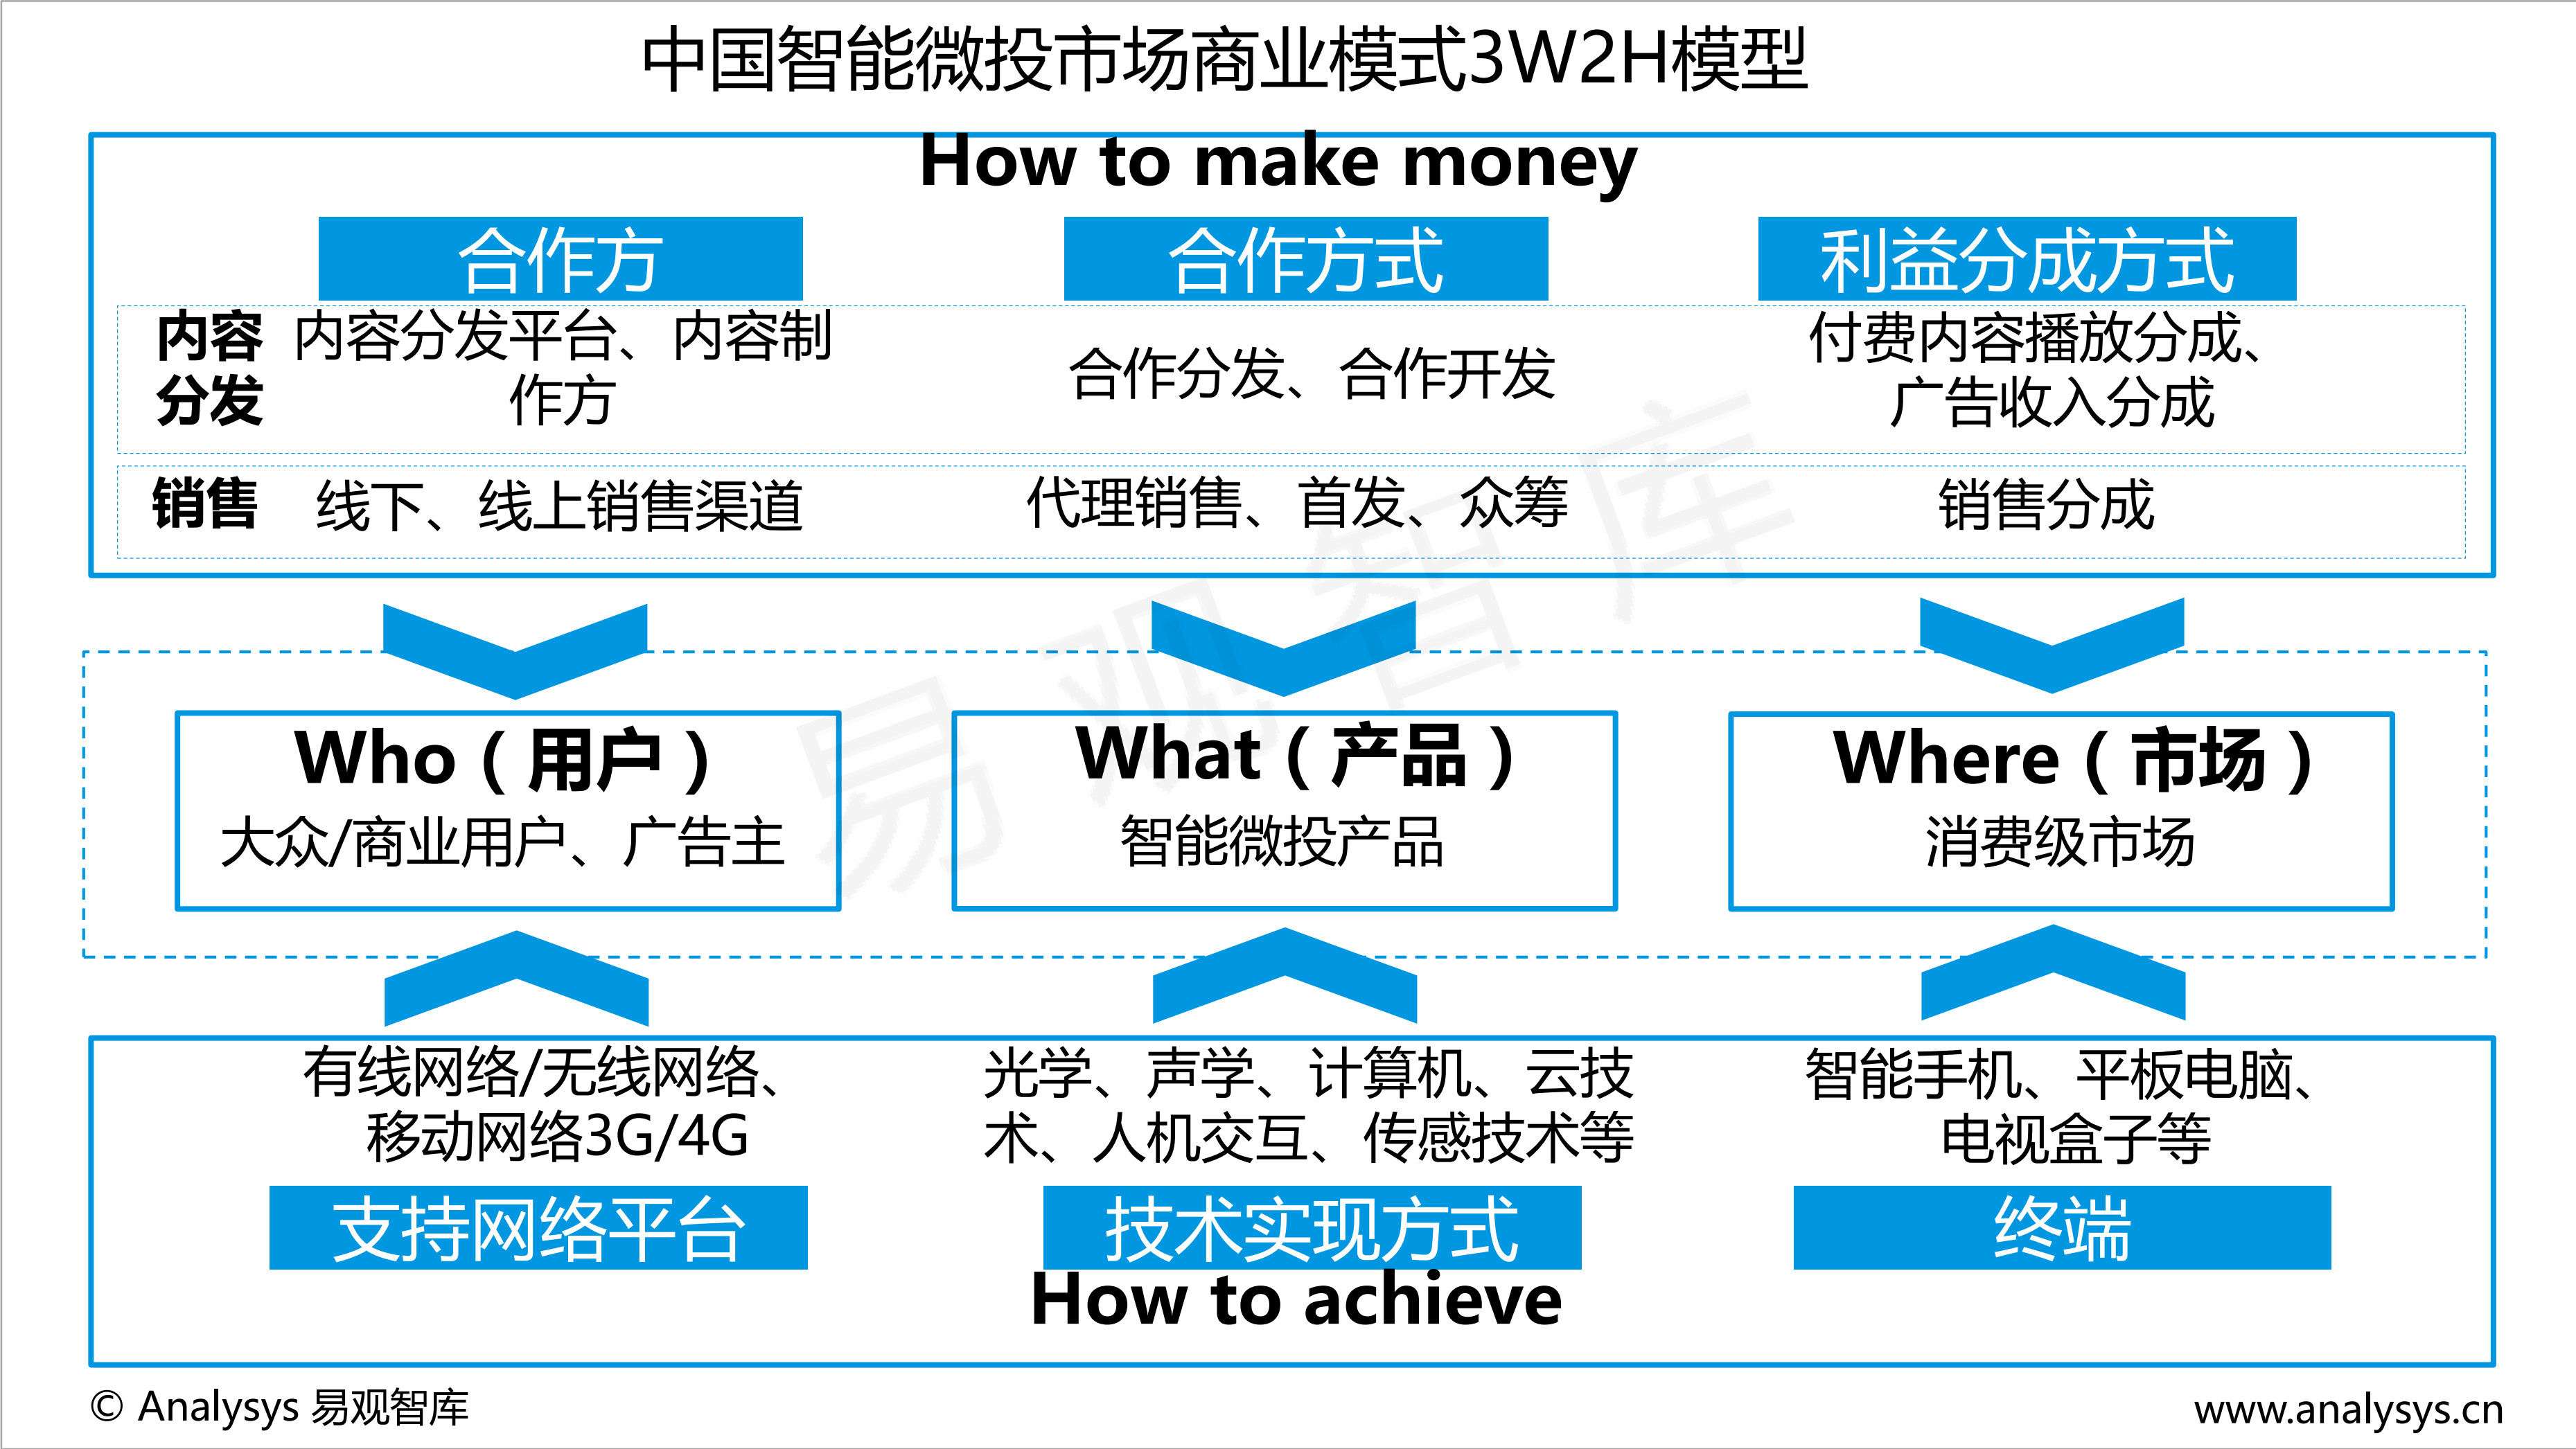 中国智能微投市场商业模式3W2H模型
How to make money
合作方
合作方式
利益分成方式
内容
分发
内容分发平台、内容制
作方
合作分发、合作开发
付费内容播放分成、
广告收入分成
销售
线下、线上销售渠道
代理销售、首发、众筹
销售分成
Who（用户）
大众/商业用户、广告主
What（产品）
智能微投产品
Where（市场）
消费级市场
有线网络/无线网络、
移动网络3G/4G
支持网络平台
光学、声学、计算机、云技
术、人机交互、传感技术等
技术实现方式
智能手机、平板电脑、
电视盒子等
终端
How to achieve
易观智库
© Analysys 易观智库
www.analysys.cn